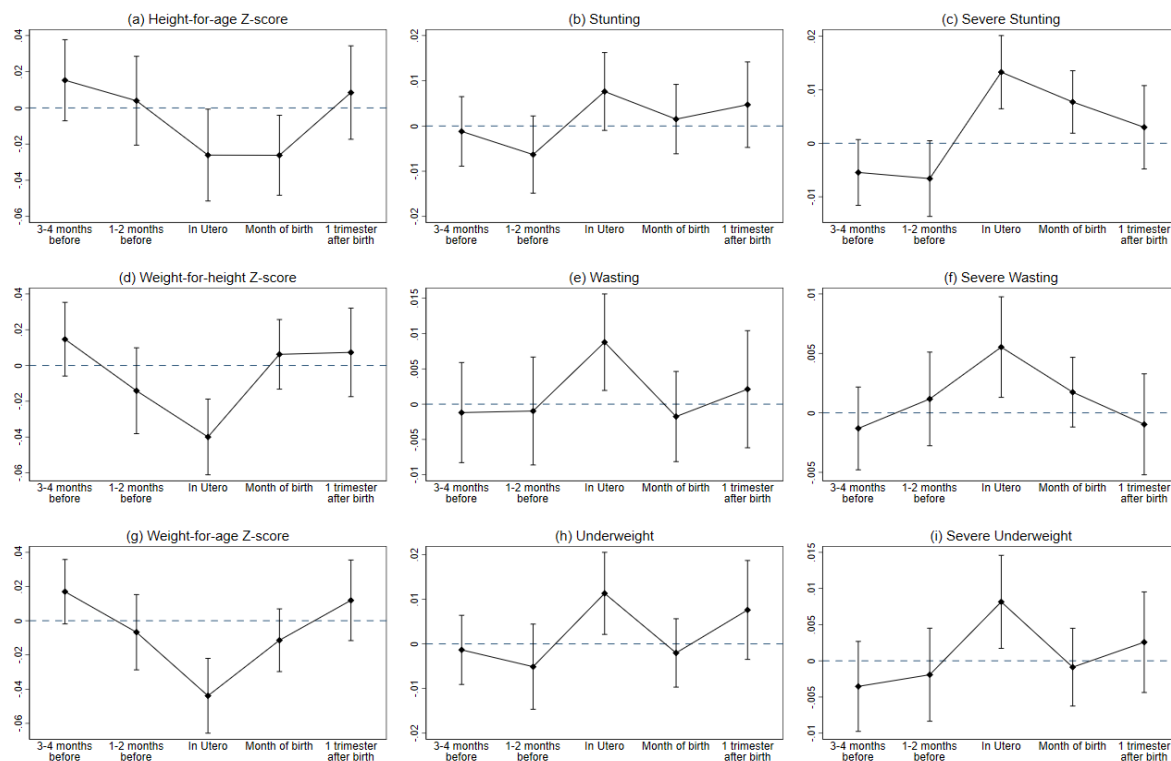 (a) Height-for-age Z-score
.04
.02
0
-.02
-.04
-.06
3-4 months
before
1-2 months
before
In Utero
Month of birth
1 trimester
after birth
(b) Stunting
.02
.01
0
-.01
-.02
3-4 months
before
1-2 months
before
In Utero
Month of birth
1 trimester
after birth
(c) Severe Stunting
.02
.01
0
-.01
3-4 months
before
1-2 months
before
In Utero
Month of birth
1 trimester
after birth
(d) Weight-for-height Z-score
.04
.02
0
-.02
-.04
-.06
3-4 months
before
1-2 months
before
In Utero
Month of birth
1 trimester
after birth
(e) Wasting
.015
.01
.005
0
-.005
-.01
3-4 months
before
1-2 months
before
In Utero
Month of birth
1 trimester
after birth
(f) Severe Wasting
.01
.005
0
-.005
3-4 months
before
1-2 months
before
In Utero
Month of birth
1 trimester
after birth
(g) Weight-for-age Z-score
.04
.02
0
-.02
-.04
-.06
3-4 months
before
1-2 months
before
In Utero
Month of birth
1 trimester
after birth
(h) Underweight
.02
.01
0
-.01
-.02
3-4 months
before
1-2 months
before
In Utero
Month of birth
1 trimester
after birth
(i) Severe Underweight
.015
.01
.005
0
-.005
-.01
3-4 months
before
1-2 months
before
In Utero
Month of birth
1 trimester
after birth